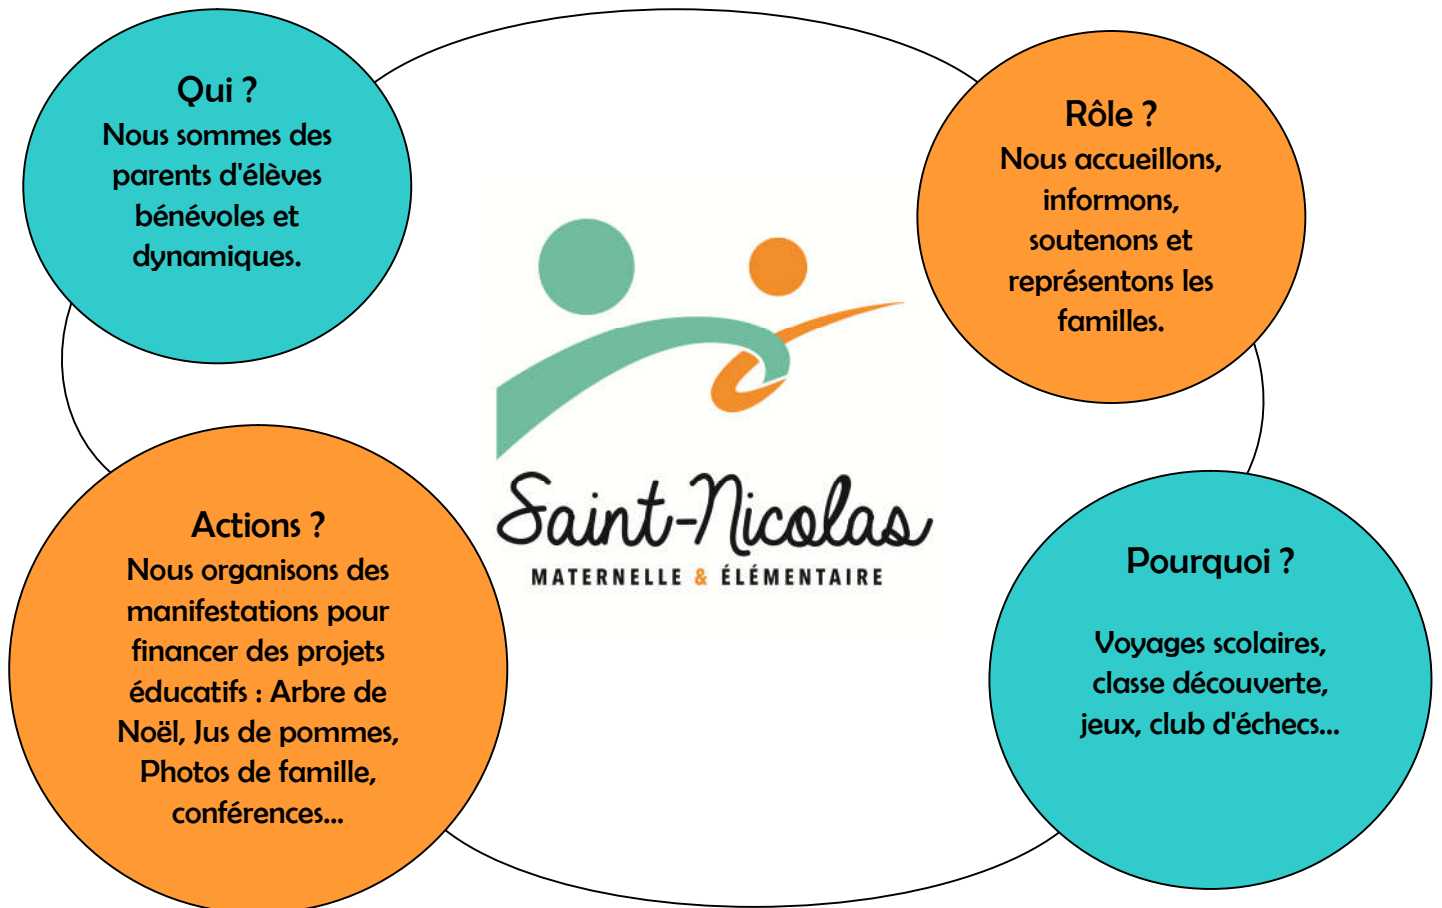 Qui ?
Nous sommes des
parents d'élèves
bénévoles et
dynamiques.
Rôle ?
Nous accueillons,
informons,
soutenons et
représentons les
familles.
Saint-Nicolas
MATERNELLE & ÉLÉMENTAIRE
Actions ?
Nous organisons des
manifestations pour
financer des projets
éducatifs : Arbre de
Noël, Jus de pommes,
Photos de famille,
conférences...
Pourquoi ?
Voyages scolaires,
classe découverte,
jeux, club d'échecs...